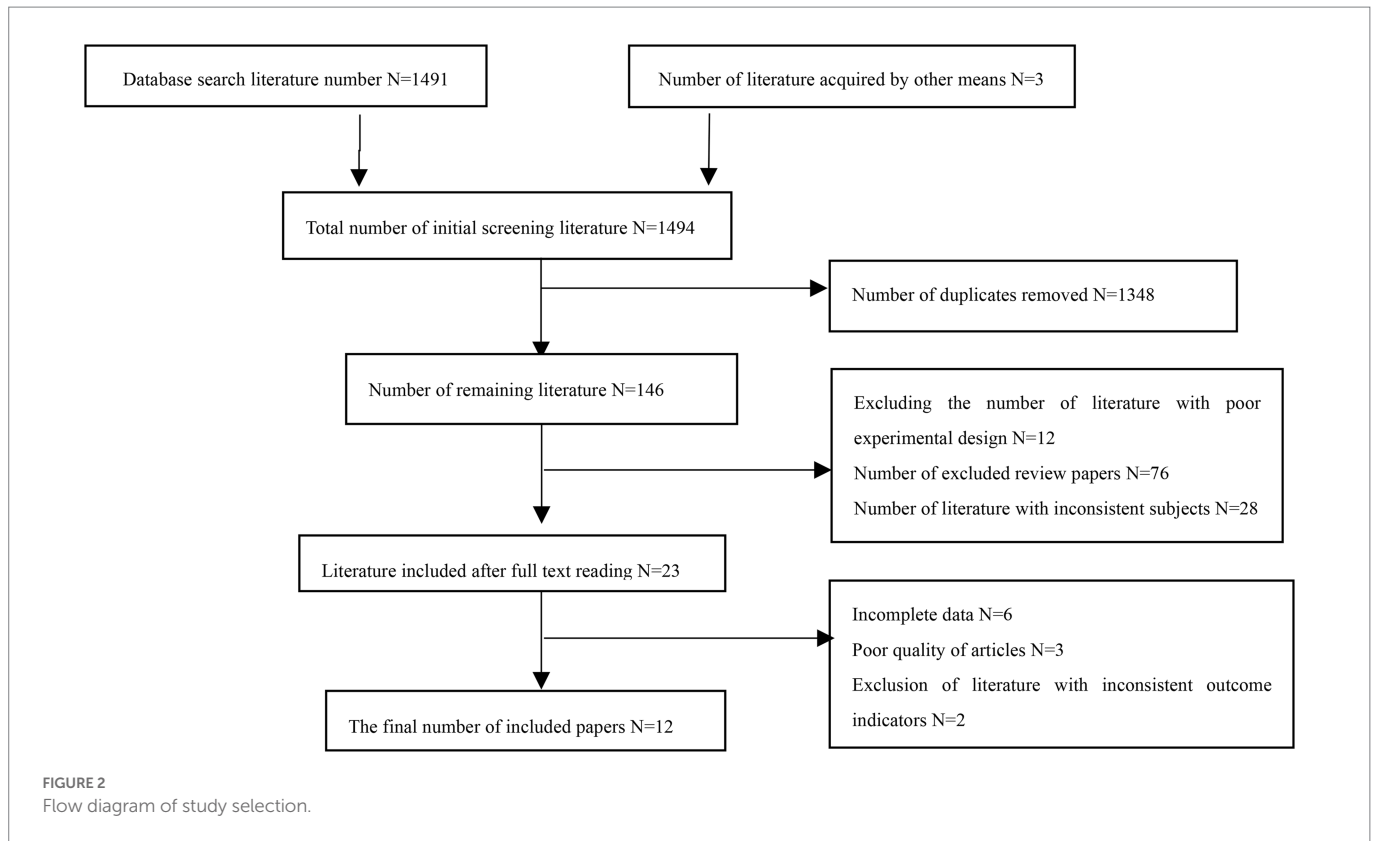 Database search literature number N=1491
Number of literature acquired by other means N=3
Total number of initial screening literature N=1494
Number of duplicates removed N=1348
Number of remaining literature N=146
Excluding the number of literature with poor
experimental design N=12
Number of excluded review papers N=76
Number of literature with inconsistent subjects N=28
Literature included after full text reading N=23
Incomplete data N=6
Poor quality of articles N=3
Exclusion of literature with inconsistent outcome
indicators N=2
The final number of included papers N=12
FIGURE 2
Flow diagram of study selection.